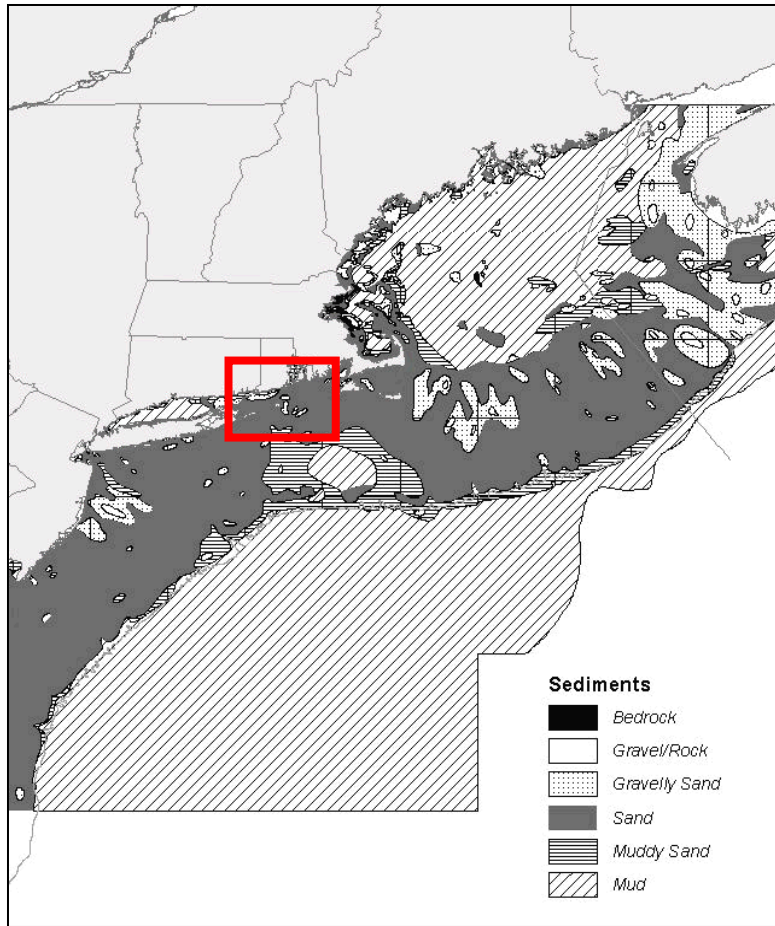 Sediments
Bedrock
Gravel/Rock
Gravelly Sand
Sand
Muddy Sand
Mud